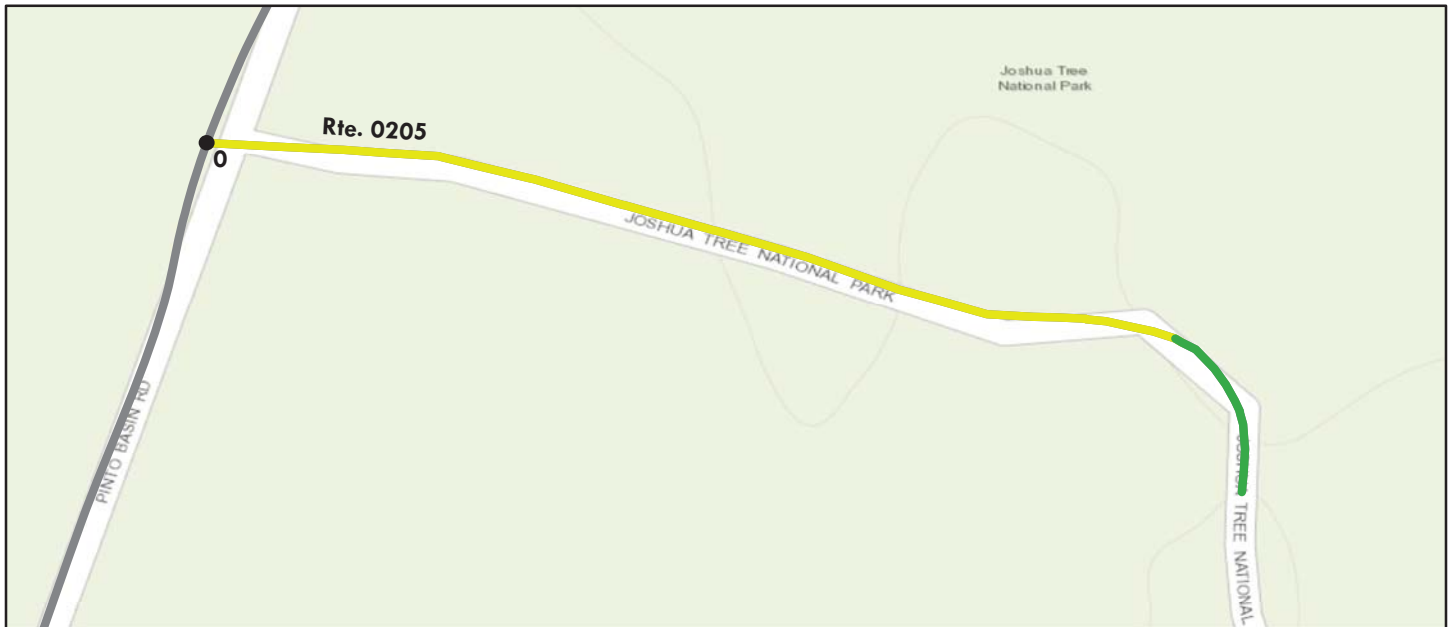 Joshua Tree
National Park
Rte. 0205
0
JOSHUA TREE NATIONAL PARK
PINTO BASIN RD
TREE NATIONAL